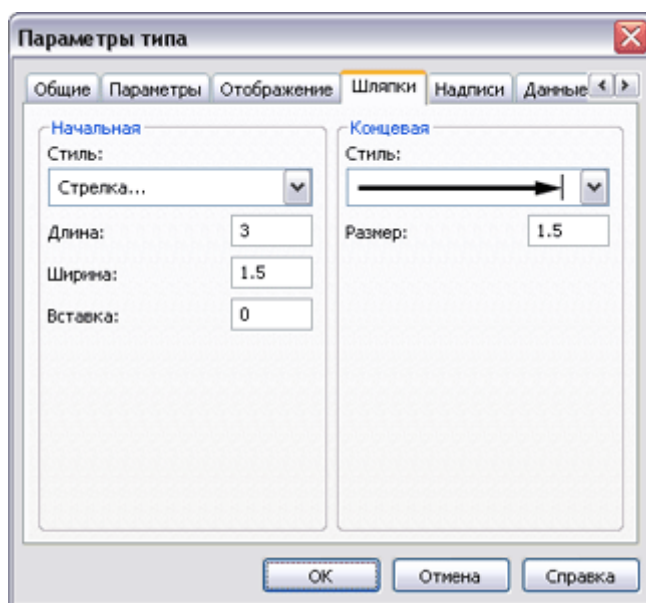 Параметры типа
Общие Параметры Отображение Шляпки Надписи Данные
Начальная
Стиль:
Стрелка...
Длина: 3
Ширина: 1.5
Вставка: 0
Концевая
Стиль:
Размер: 1.5
ОК Отмена Справка